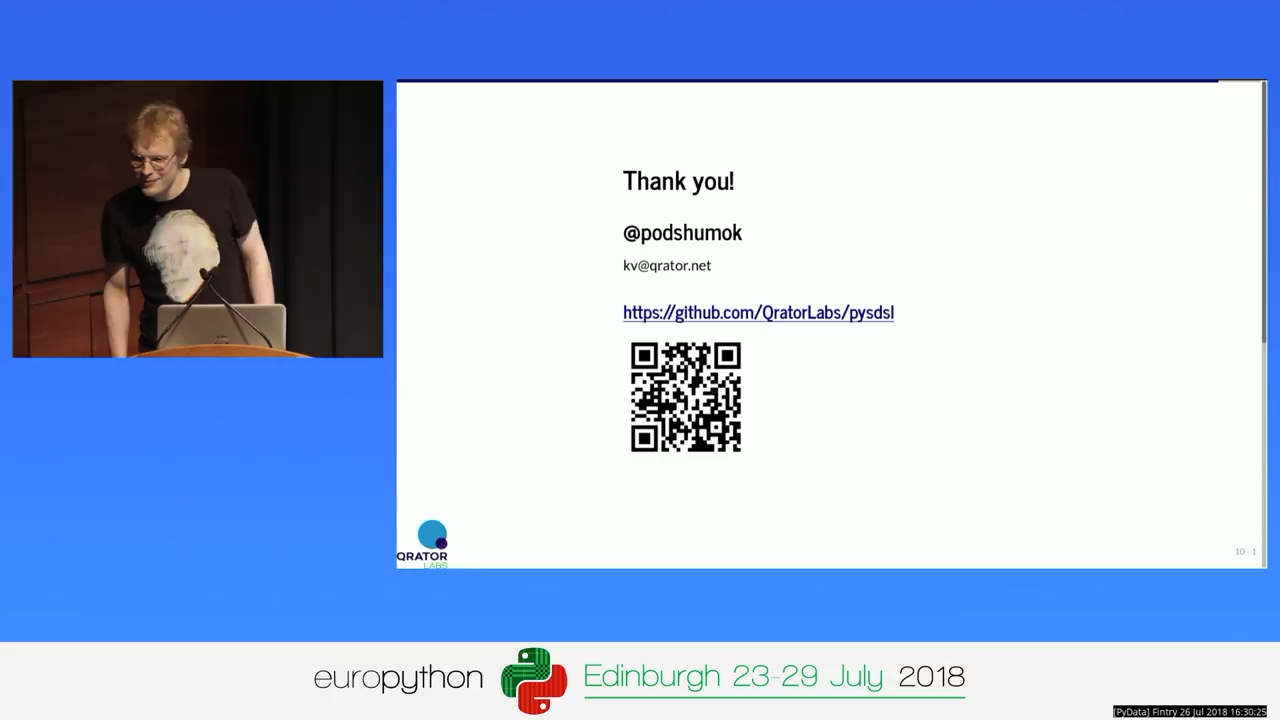 Thank you!
@podshumok
kv@qrator.net
https://github.com/QratorLabs/pysdsl
QRATOR
LABS
10 - 1
europython
Edinburgh 23-29 July 2018
[PyData] Fintry 26 Jul 2018 16:30:25